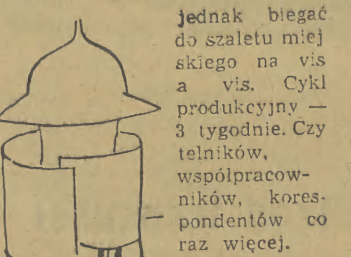 jednak biegać
do szaletu miej
skiego na vis
a vis. Cykl
produkcyjny —
3 tygodnie. Czy
telników,
współpracow-
ników, kores-
pondentów co
raz więcej.